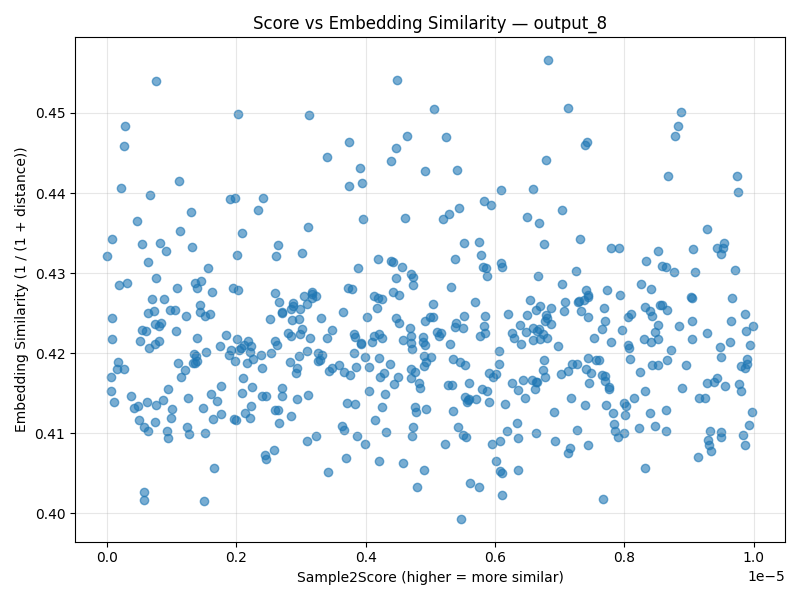 Score vs Embedding Similarity — output_8
Embedding Similarity (1 / (1 + distance))
0.45
0.44
0.43
0.42
0.41
0.40
0.0 0.2 0.4 0.6 0.8 1.0
1e−5
Sample2Score (higher = more similar)